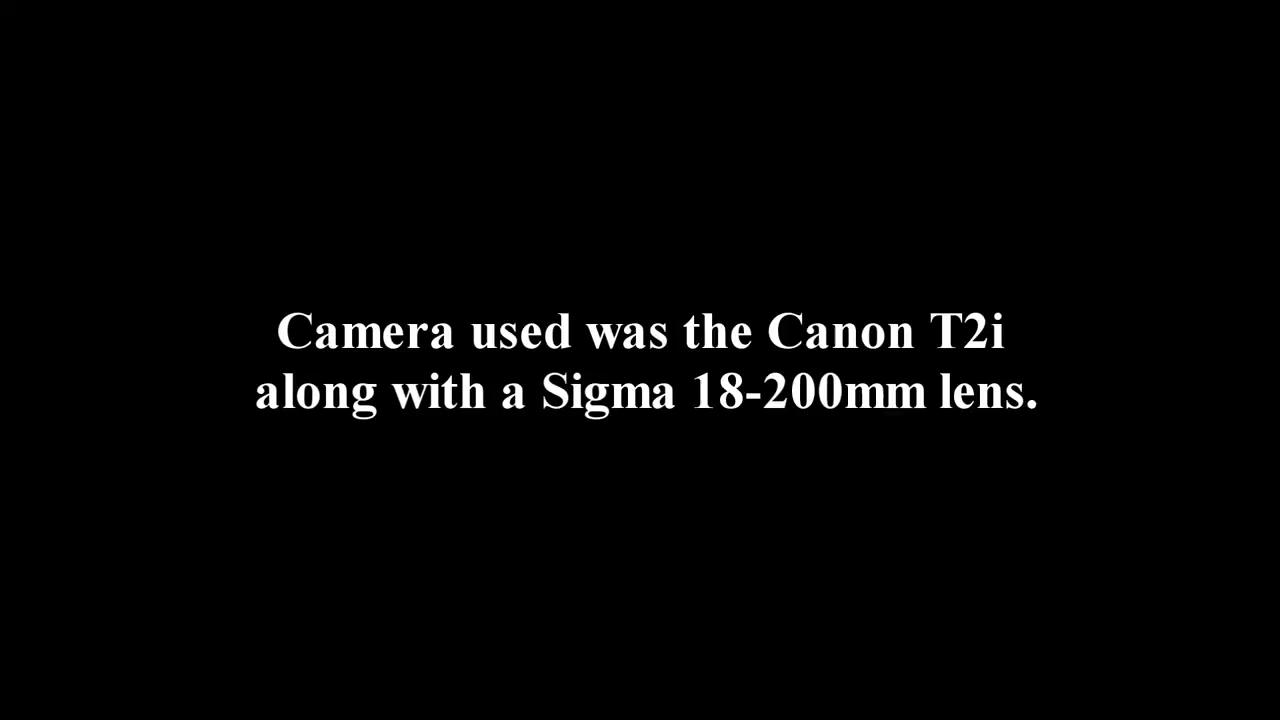 Camera used was the Canon T2i
along with a Sigma 18-200mm lens.